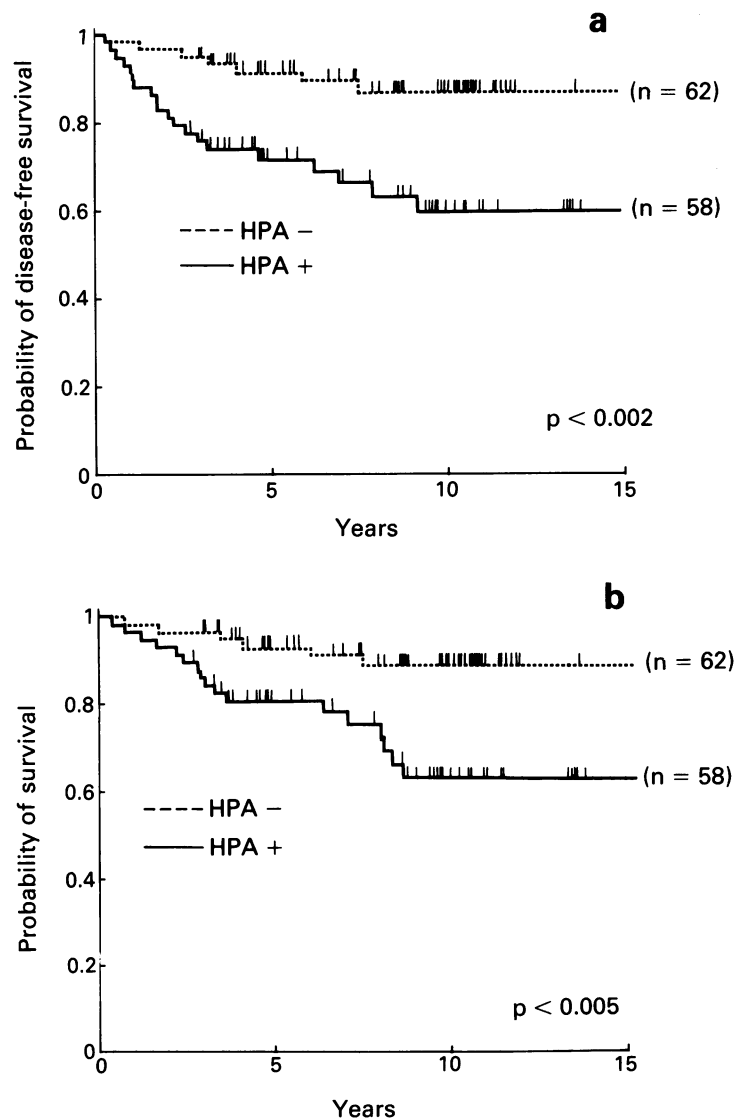 a
Probability of disease-free survival
1
0.8
0.6
0.4
0.2
0
(n = 62)
(n = 58)
HPA −
HPA +
p < 0.002
0 5 10 15
Years
b
Probability of survival
1
0.8
0.6
0.4
0.2
0
(n = 62)
(n = 58)
HPA −
HPA +
p < 0.005
0 5 10 15
Years